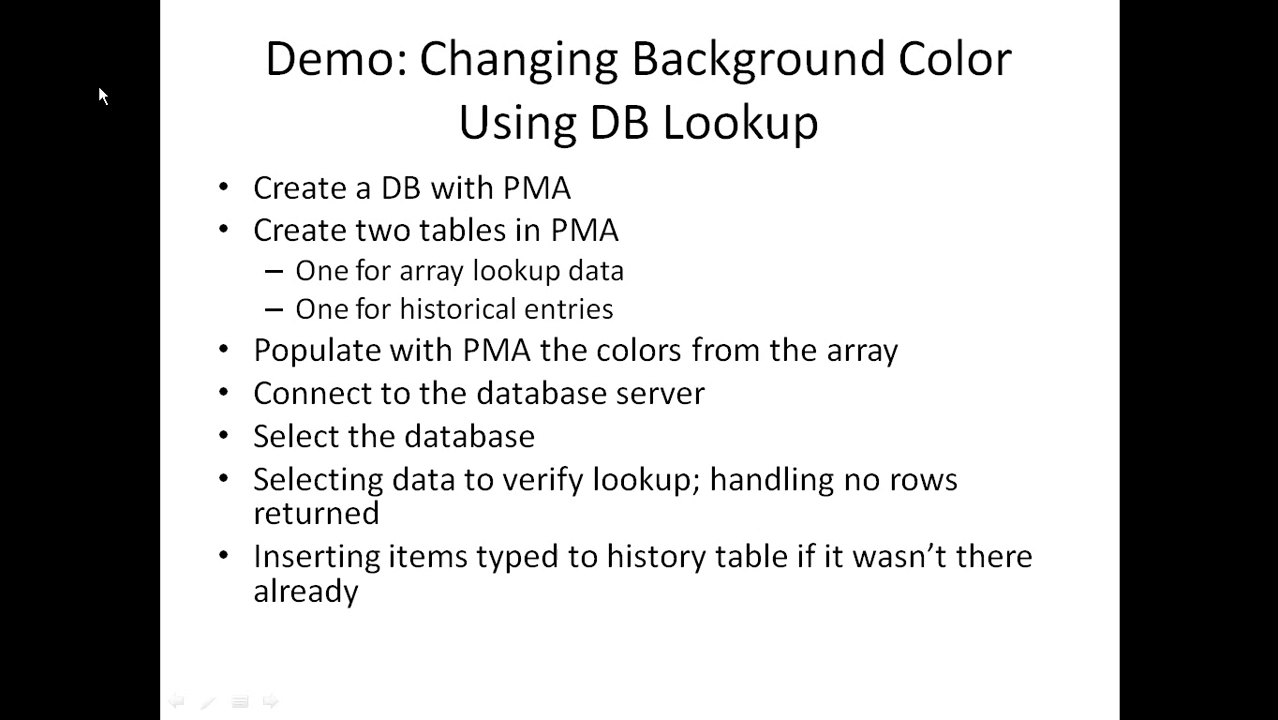 Demo: Changing Background Color
Using DB Lookup
• Create a DB with PMA
• Create two tables in PMA
– One for array lookup data
– One for historical entries
• Populate with PMA the colors from the array
• Connect to the database server
• Select the database
• Selecting data to verify lookup; handling no rows
returned
• Inserting items typed to history table if it wasn’t there
already